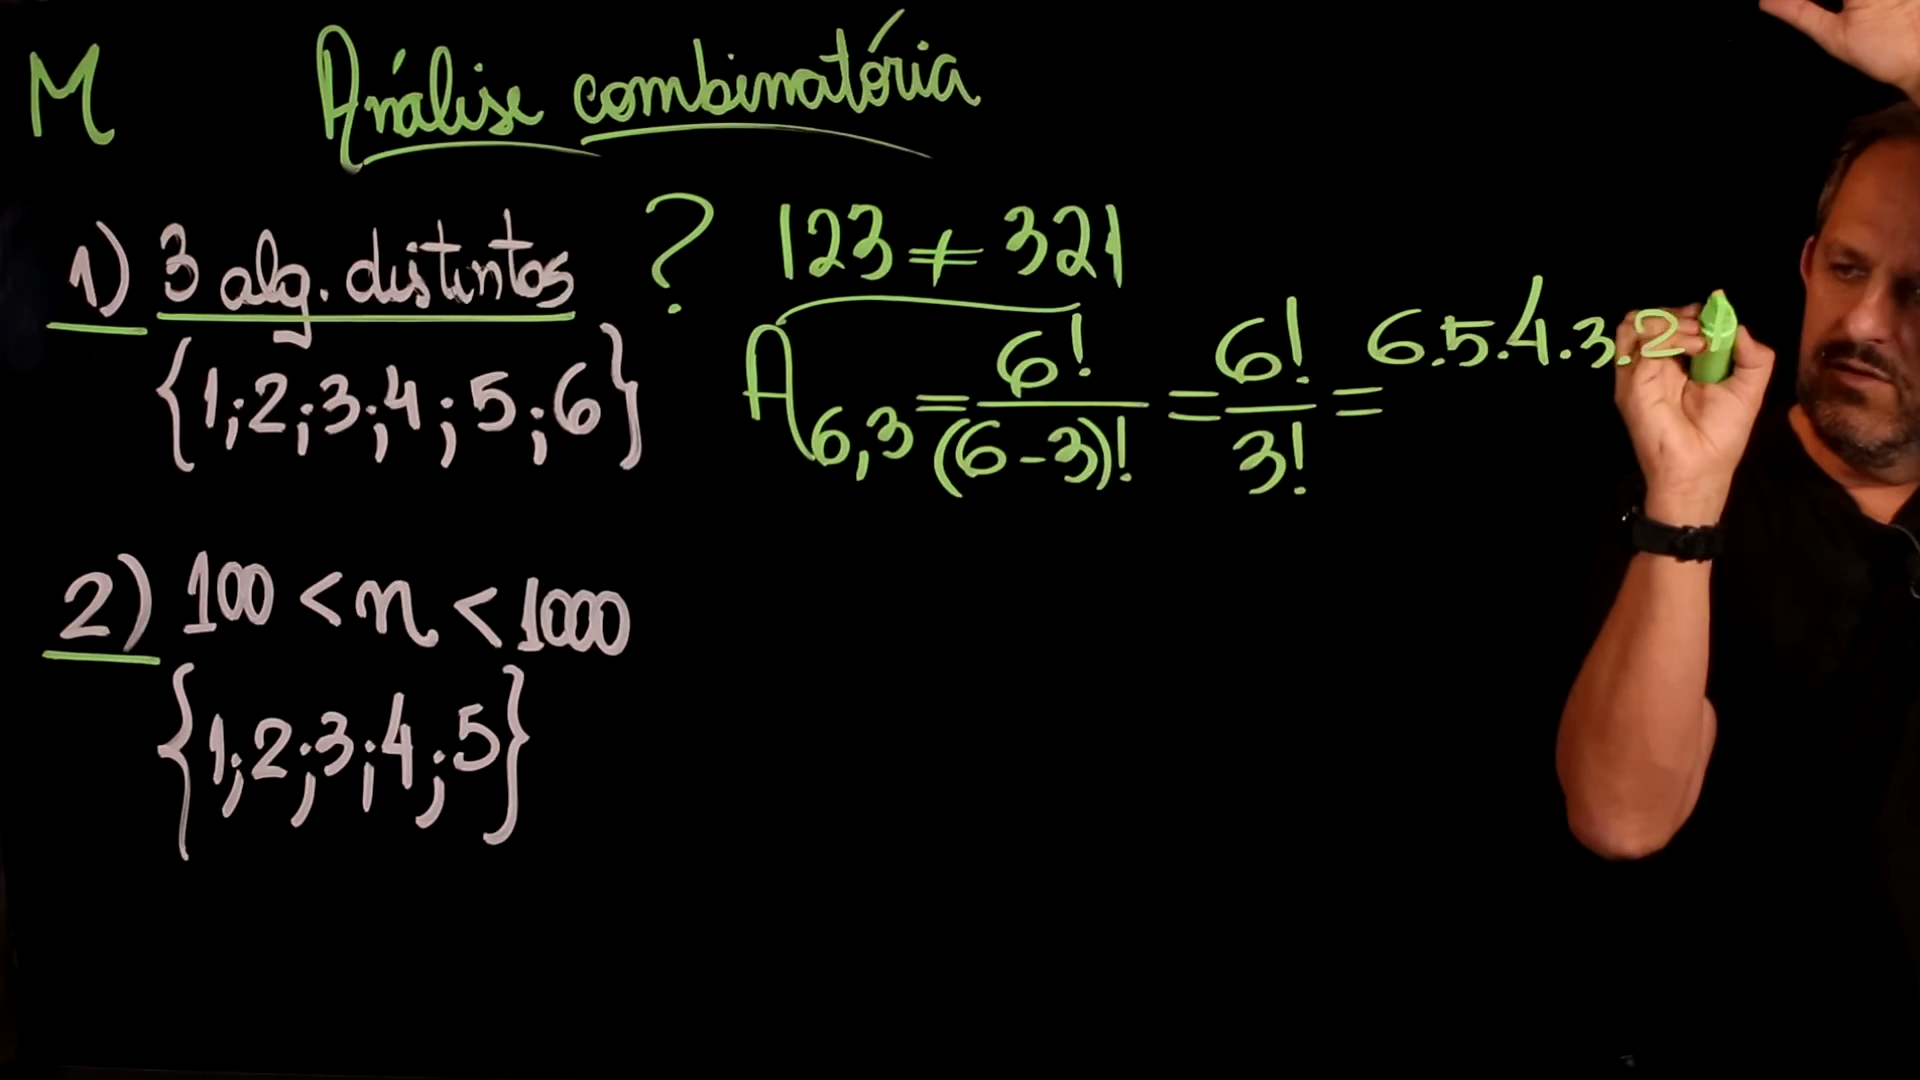 M Análise combinatória
1) 3 alg. distintos ? 123 ≠ 321
{1;2;3;4;5;6} A6,3 = 6!/(6-3)! = 6!/3! = 6.5.4.3.2
2) 100 < n < 1000
{1;2;3;4;5}